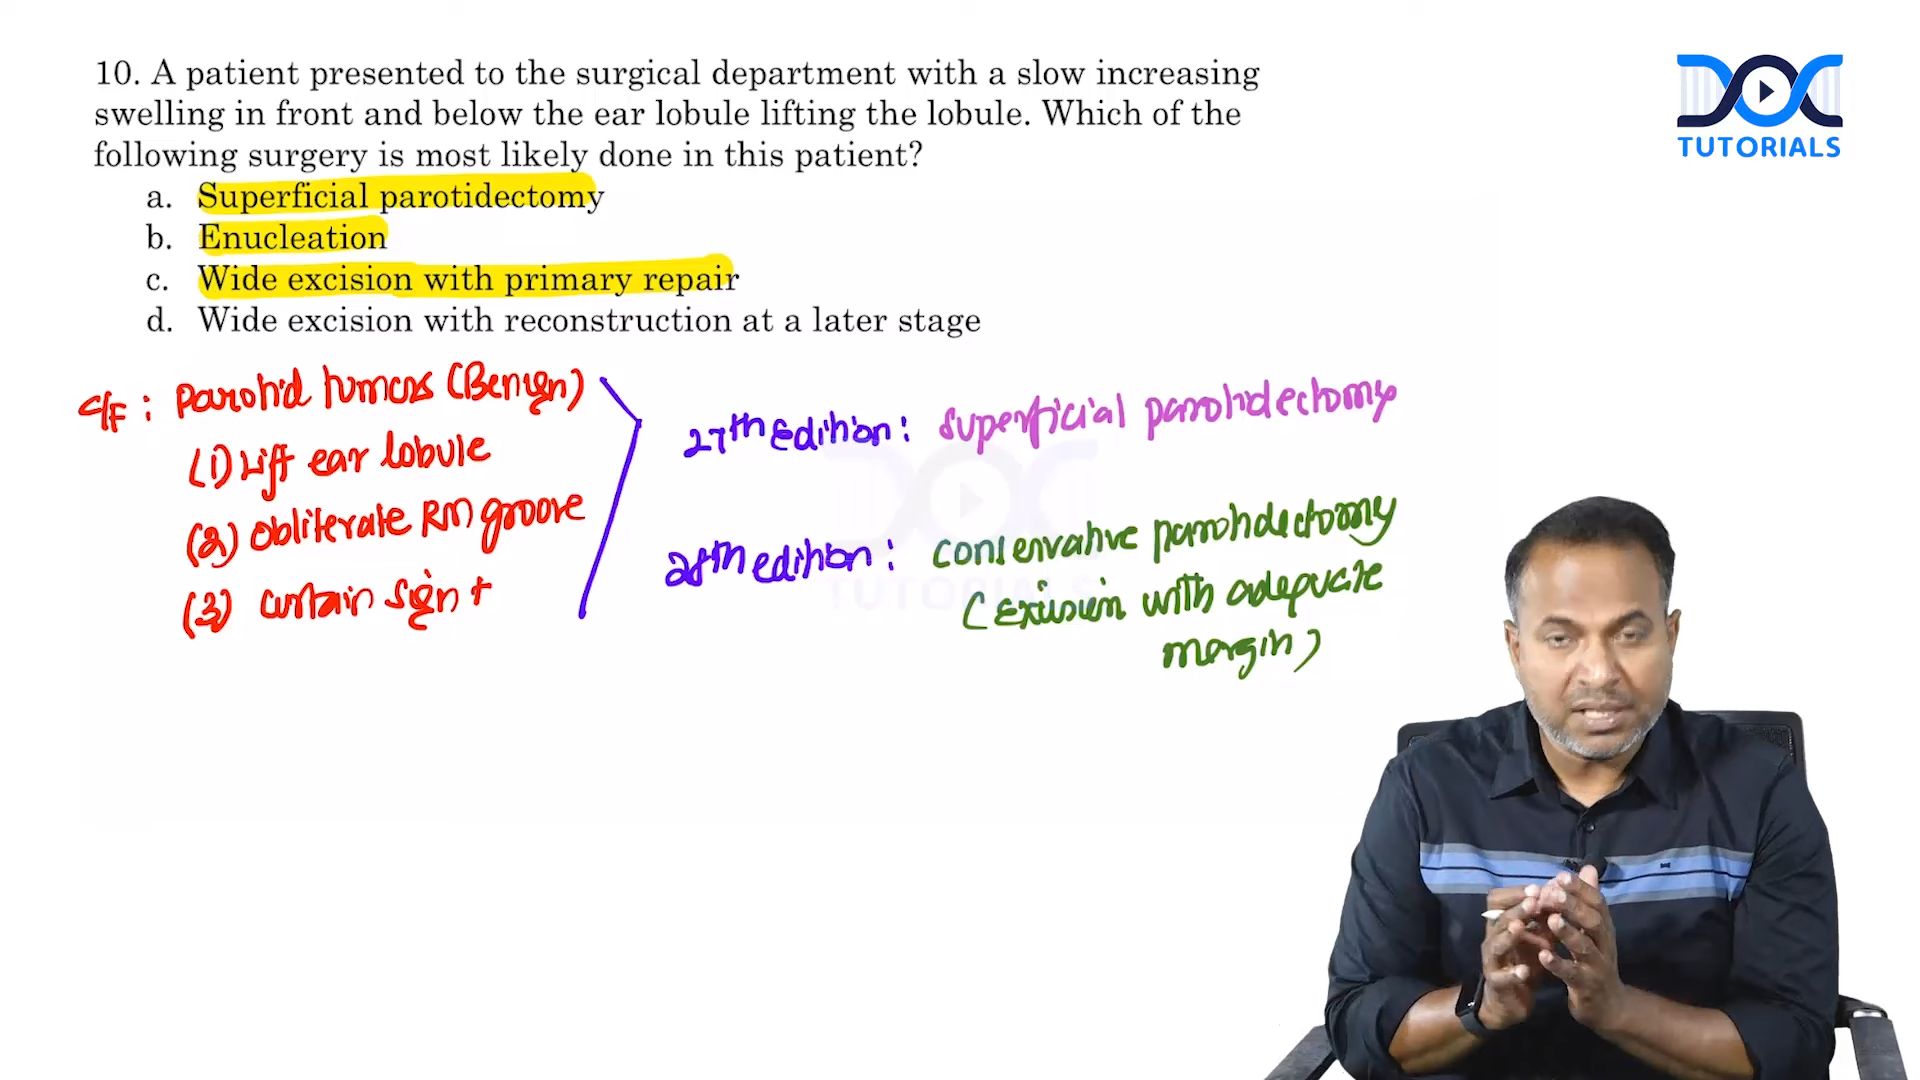 10. A patient presented to the surgical department with a slow increasing
swelling in front and below the ear lobule lifting the lobule. Which of the
following surgery is most likely done in this patient?
a. Superficial parotidectomy
b. Enucleation
c. Wide excision with primary repair
d. Wide excision with reconstruction at a later stage
DOC
TUTORIALS
C/F : Parotid tumors (Benign)
(1) Lift ear lobule
(2) obliterate RM groove
(3) curtain sign +
27th Edition : superficial parotidectomy
28th edition : conservative parotidectomy
(Excision with adequate
margin)
DOC
TUTORIALS